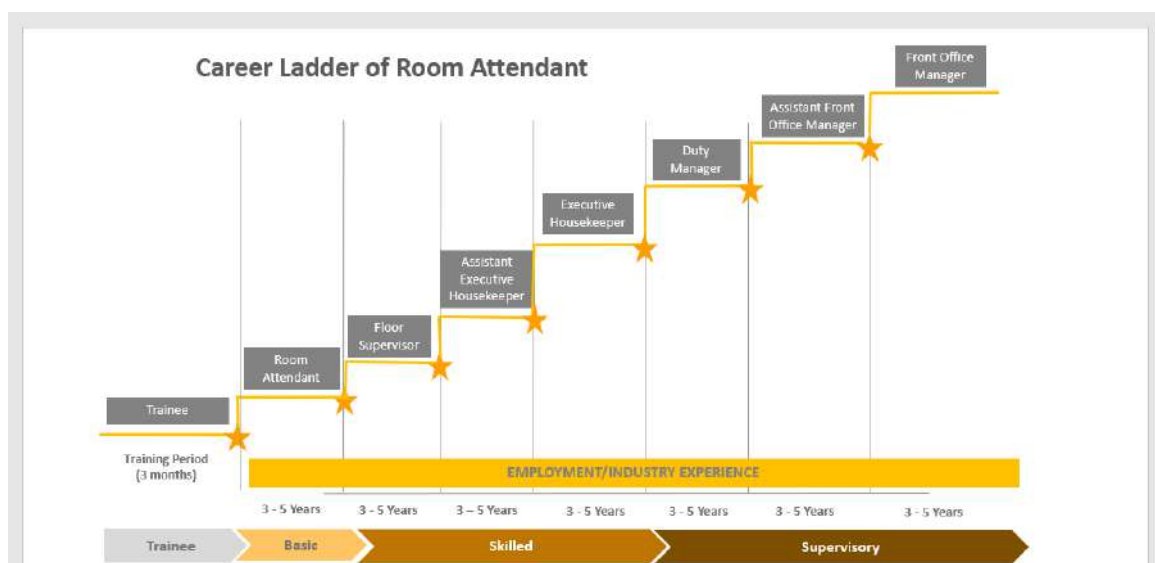 Career Ladder of Room Attendant
Front Office
Manager
Assistant Front
Office Manager
Duty
Manager
Executive
Housekeeper
Assistant
Executive
Housekeeper
Floor
Supervisor
Room
Attendant
Trainee
Training Period
(3 months)
EMPLOYMENT/INDUSTRY EXPERIENCE
3 - 5 Years 3 - 5 Years 3 – 5 Years 3 - 5 Years 3 - 5 Years 3 - 5 Years 3 - 5 Years
Trainee Basic Skilled Supervisory